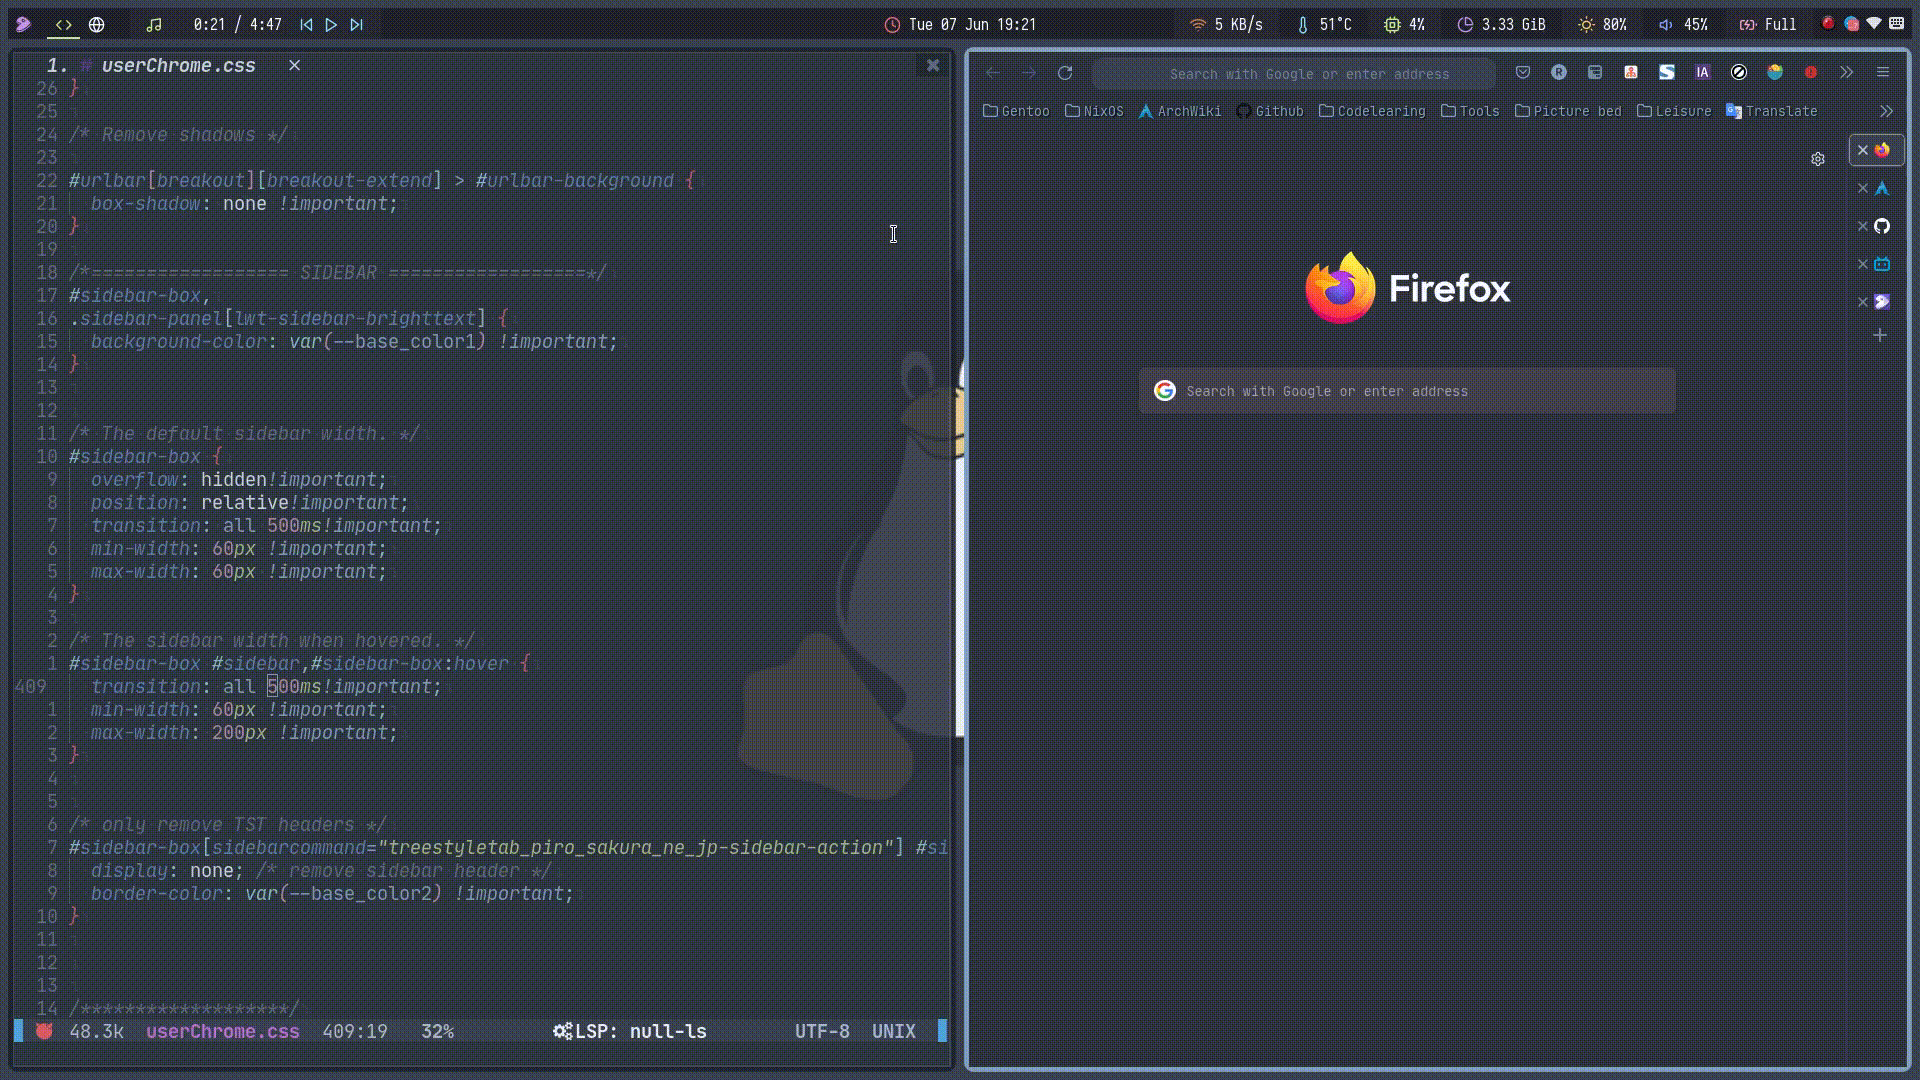 0:21 / 4:47
Tue 07 Jun 19:21
5 KB/s
51°C
4%
3.33 GiB
80%
45%
Full
1. # userChrome.css ×
26 }
25
24 /* Remove shadows */
23
22 #urlbar[breakout][breakout-extend] > #urlbar-background {
21 box-shadow: none !important;
20 }
19
18 /*================== SIDEBAR ==================*/
17 #sidebar-box,
16 .sidebar-panel[lwt-sidebar-brighttext] {
15 background-color: var(--base_color1) !important;
14 }
13
12
11 /* The default sidebar width. */
10 #sidebar-box {
9 overflow: hidden!important;
8 position: relative!important;
7 transition: all 500ms!important;
6 min-width: 60px !important;
5 max-width: 60px !important;
4 }
3
2 /* The sidebar width when hovered. */
1 #sidebar-box #sidebar,#sidebar-box:hover {
409 transition: all 500ms!important;
1 min-width: 60px !important;
2 max-width: 200px !important;
3 }
4
5
6 /* only remove TST headers */
7 #sidebar-box[sidebarcommand="treestyletab_piro_sakura_ne_jp-sidebar-action"] #si
8 display: none; /* remove sidebar header */
9 border-color: var(--base_color2) !important;
10 }
11
12
13
14 /*******************/
48.3k userChrome.css 409:19 32% LSP: null-ls UTF-8 UNIX
Search with Google or enter address
R
S
IA
Gentoo NixOS ArchWiki Github Codelearing Tools Picture bed Leisure Translate
Firefox
Search with Google or enter address